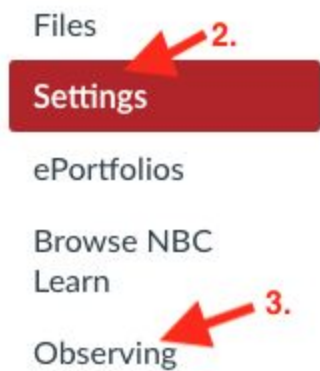 Files
2.
Settings
ePortfolios
Browse NBC
Learn
3.
Observing